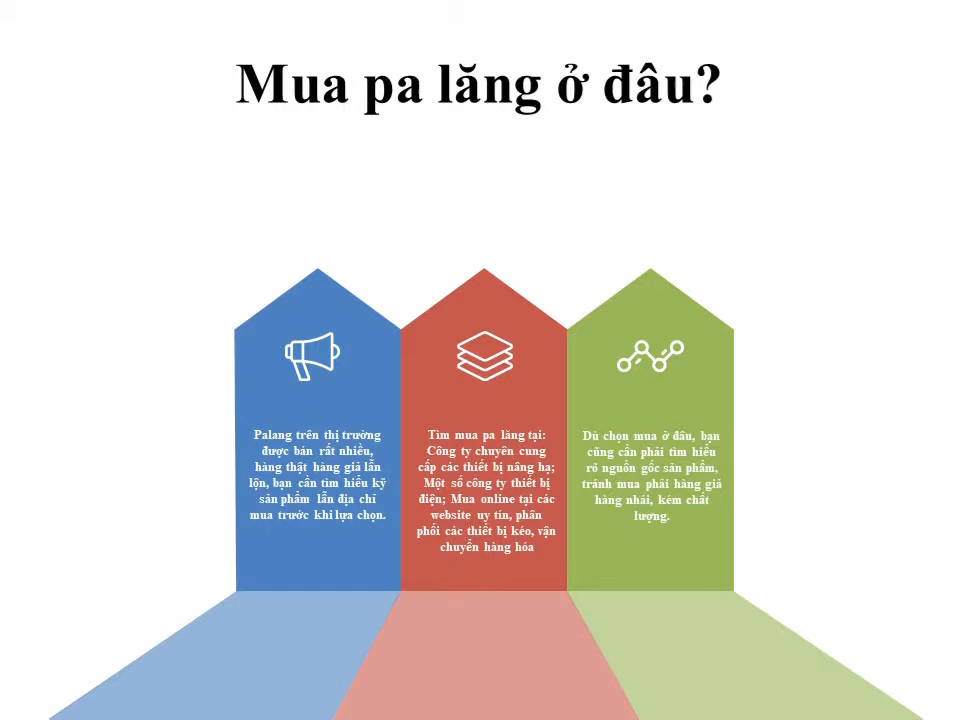 Mua pa lăng ở đâu?
Palang trên thị trường
được bán rất nhiều,
hàng thật hàng giả lẫn
lộn, bạn cần tìm hiểu kỹ
sản phẩm lẫn địa chỉ
mua trước khi lựa chọn.
Tìm mua pa lăng tại:
Công ty chuyên cung
cấp các thiết bị nâng hạ;
Một số công ty thiết bị
điện; Mua online tại các
website uy tín, phân
phối các thiết bị kéo, vận
chuyển hàng hóa
Dù chọn mua ở đâu, bạn
cũng cần phải tìm hiểu
rõ nguồn gốc sản phẩm,
tránh mua phải hàng giả
hàng nhái, kém chất
lượng.